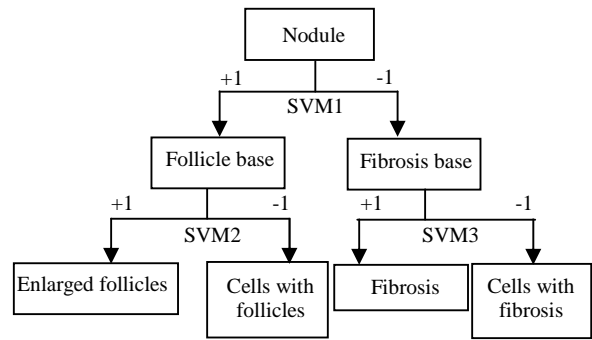 Nodule
+1
-1
SVM1
Follicle base
Fibrosis base
+1
-1
+1
-1
SVM2
SVM3
Enlarged follicles
Cells with
follicles
Fibrosis
Cells with
fibrosis